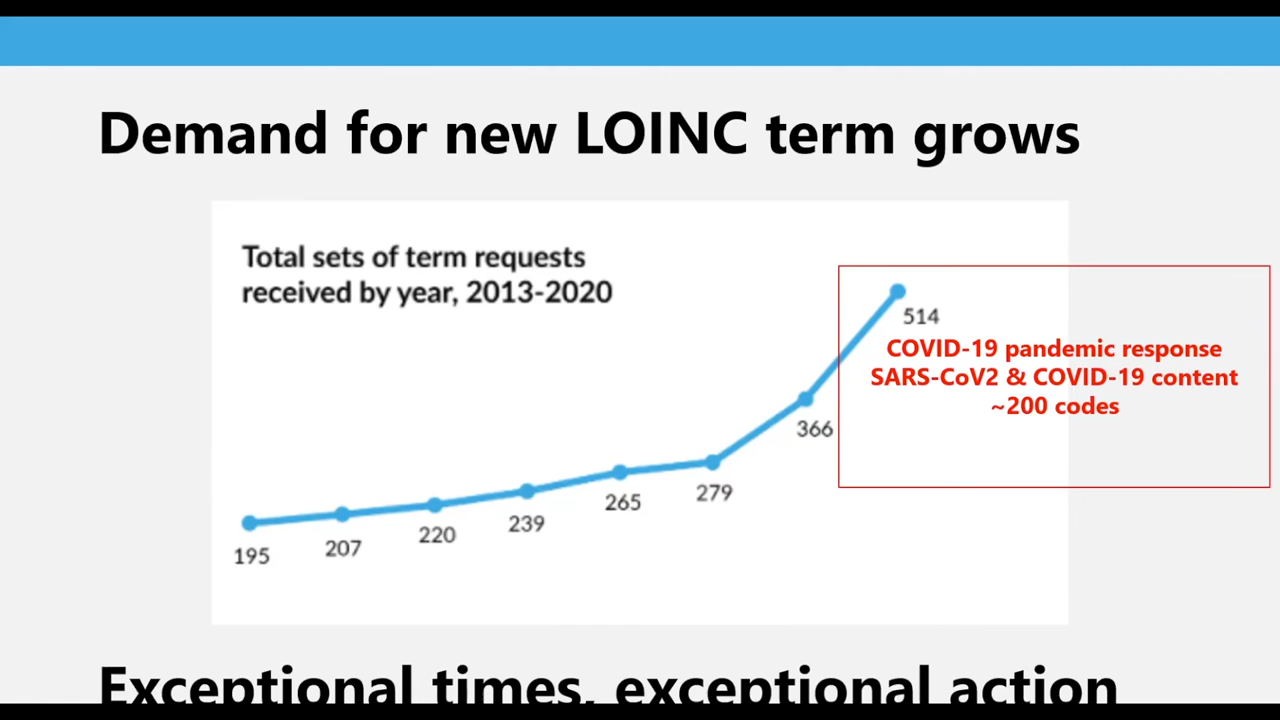 Demand for new LOINC term grows
Total sets of term requests
received by year, 2013-2020
514
COVID-19 pandemic response
SARS-CoV2 & COVID-19 content
~200 codes
366
279
265
239
220
207
195
Exceptional times, exceptional action